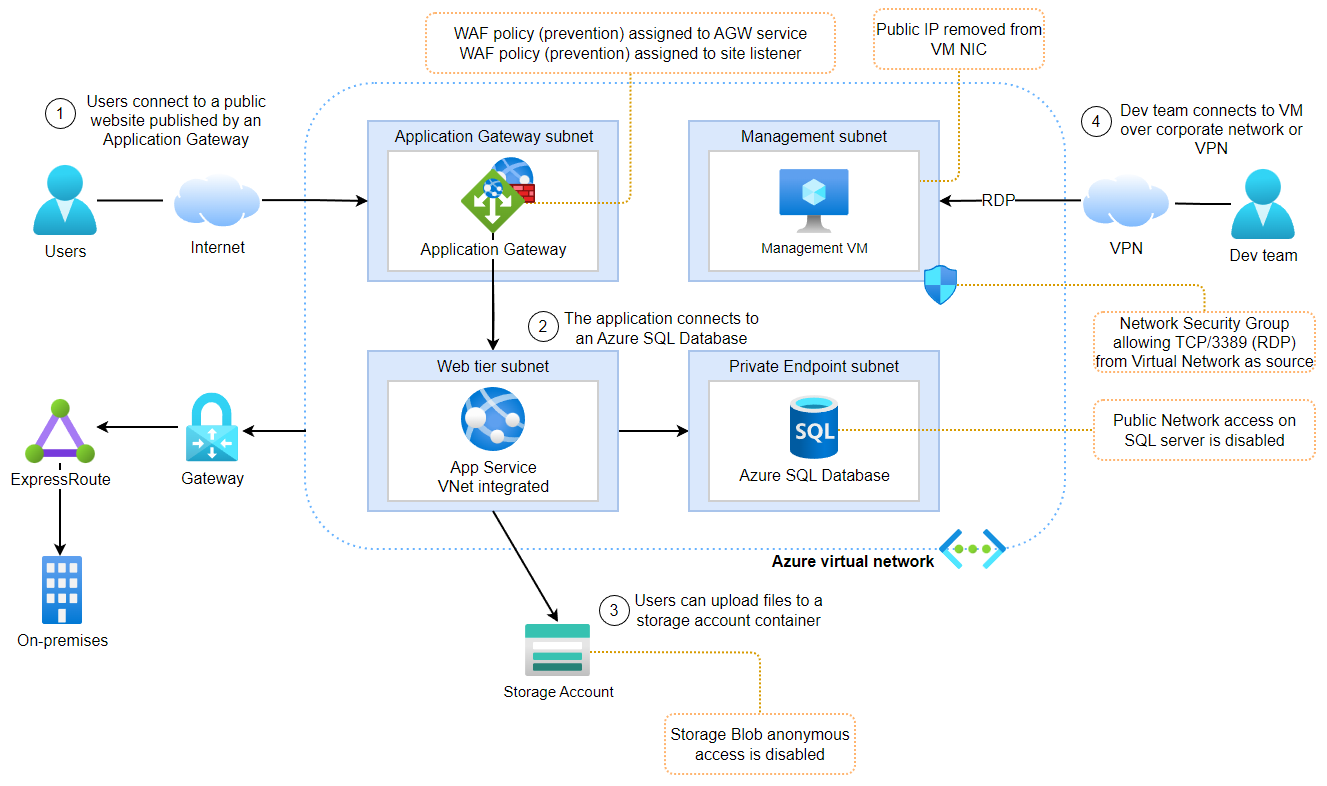 WAF policy (prevention) assigned to AGW service
WAF policy (prevention) assigned to site listener
Public IP removed from
VM NIC
1
Users connect to a public
website published by an
Application Gateway
4
Dev team connects to VM
over corporate network or
VPN
Application Gateway subnet
Application Gateway
Management subnet
Management VM
Users
Internet
RDP
VPN
Dev team
2
The application connects to
an Azure SQL Database
Network Security Group
allowing TCP/3389 (RDP)
from Virtual Network as source
Web tier subnet
App Service
VNet integrated
Private Endpoint subnet
SQL
Azure SQL Database
Public Network access on
SQL server is disabled
ExpressRoute
Gateway
Azure virtual network
On-premises
3
Users can upload files to a
storage account container
Storage Account
Storage Blob anonymous
access is disabled